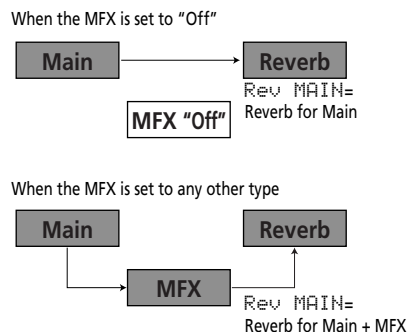 When the MFX is set to “Off”
Main
Reverb
Rev MAIN=
Reverb for Main
MFX “Off”
When the MFX is set to any other type
Main
Reverb
MFX
Rev MAIN=
Reverb for Main + MFX